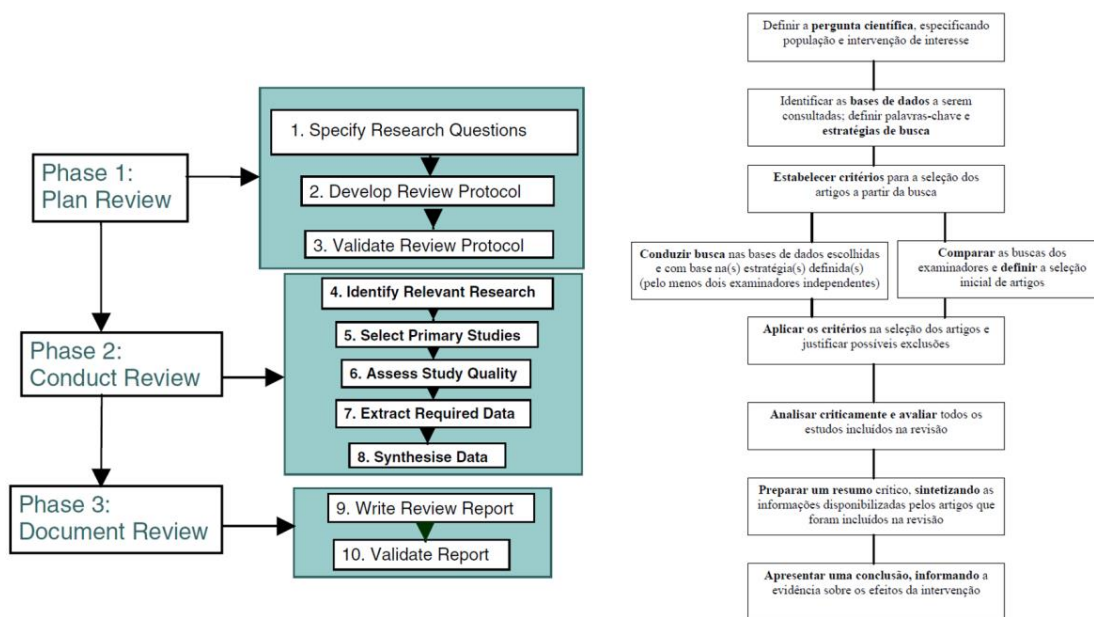 Phase 1:
Plan Review
1. Specify Research Questions
2. Develop Review Protocol
3. Validate Review Protocol
Phase 2:
Conduct Review
4. Identify Relevant Research
5. Select Primary Studies
6. Assess Study Quality
7. Extract Required Data
8. Synthesise Data
Phase 3:
Document Review
9. Write Review Report
10. Validate Report
Definir a pergunta científica, especificando
população e intervenção de interesse
Identificar as bases de dados a serem
consultadas; definir palavras-chave e
estratégias de busca
Estabelecer critérios para a seleção dos
artigos a partir da busca
Conduzir busca nas bases de dados escolhidas
e com base na(s) estratégia(s) definida(s)
(pelo menos dois examinadores independentes)
Comparar as buscas dos
examinadores e definir a seleção
inicial de artigos
Aplicar os critérios na seleção dos artigos e
justificar possíveis exclusões
Analisar criticamente e avaliar todos os
estudos incluídos na revisão
Preparar um resumo crítico, sintetizando as
informações disponibilizadas pelos artigos que
foram incluídos na revisão
Apresentar uma conclusão, informando a
evidência sobre os efeitos da intervenção